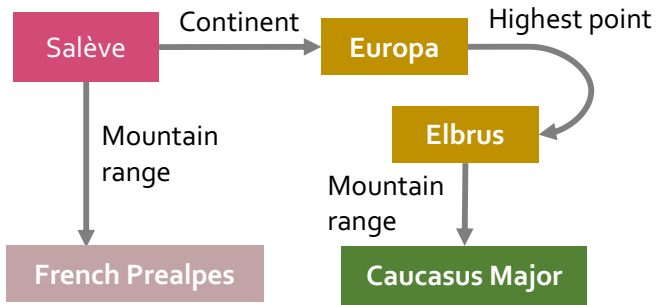 Salève
Continent
Europa
Highest point
Elbrus
Mountain
range
Mountain
range
French Prealpes
Caucasus Major